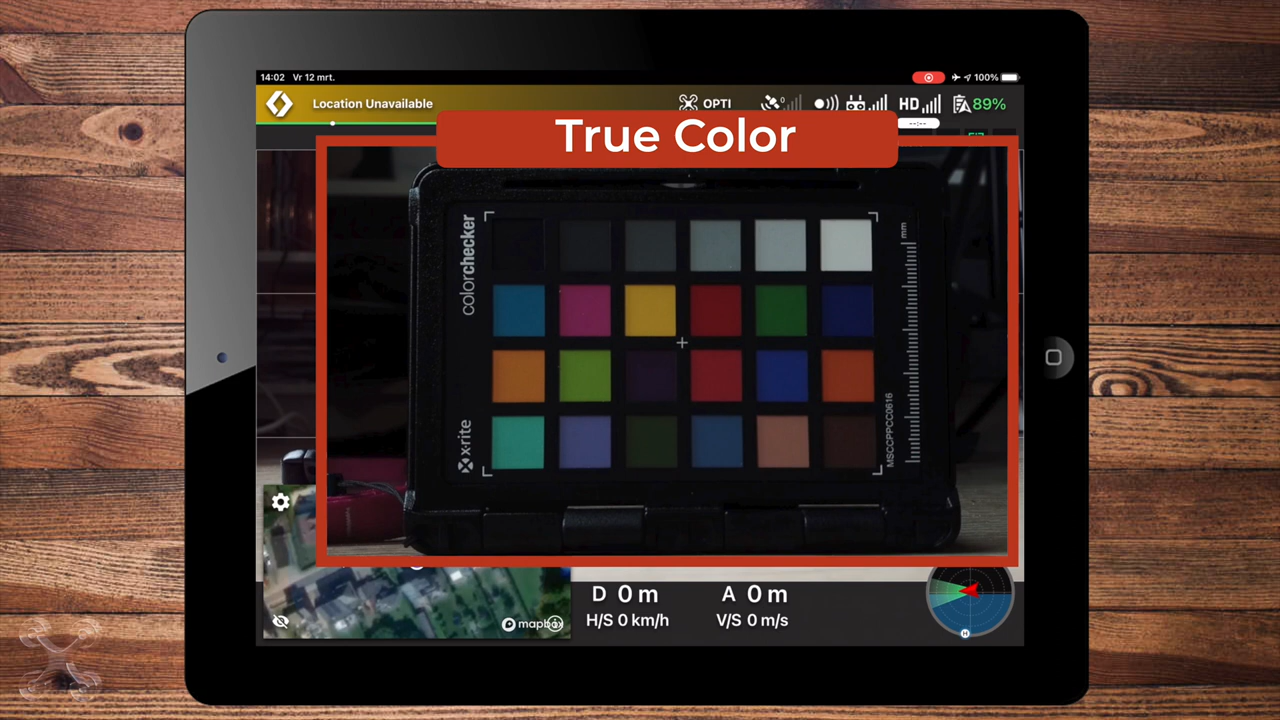 14:02 Vr 12 mrt.
100%
Location Unavailable
OPTI
0
HD
89%
--:--
True Color
colorchecker
x·rite
mm
MSCCPPCC0616
mapbox
D 0 m
A 0 m
H/S 0 km/h
V/S 0 m/s
H